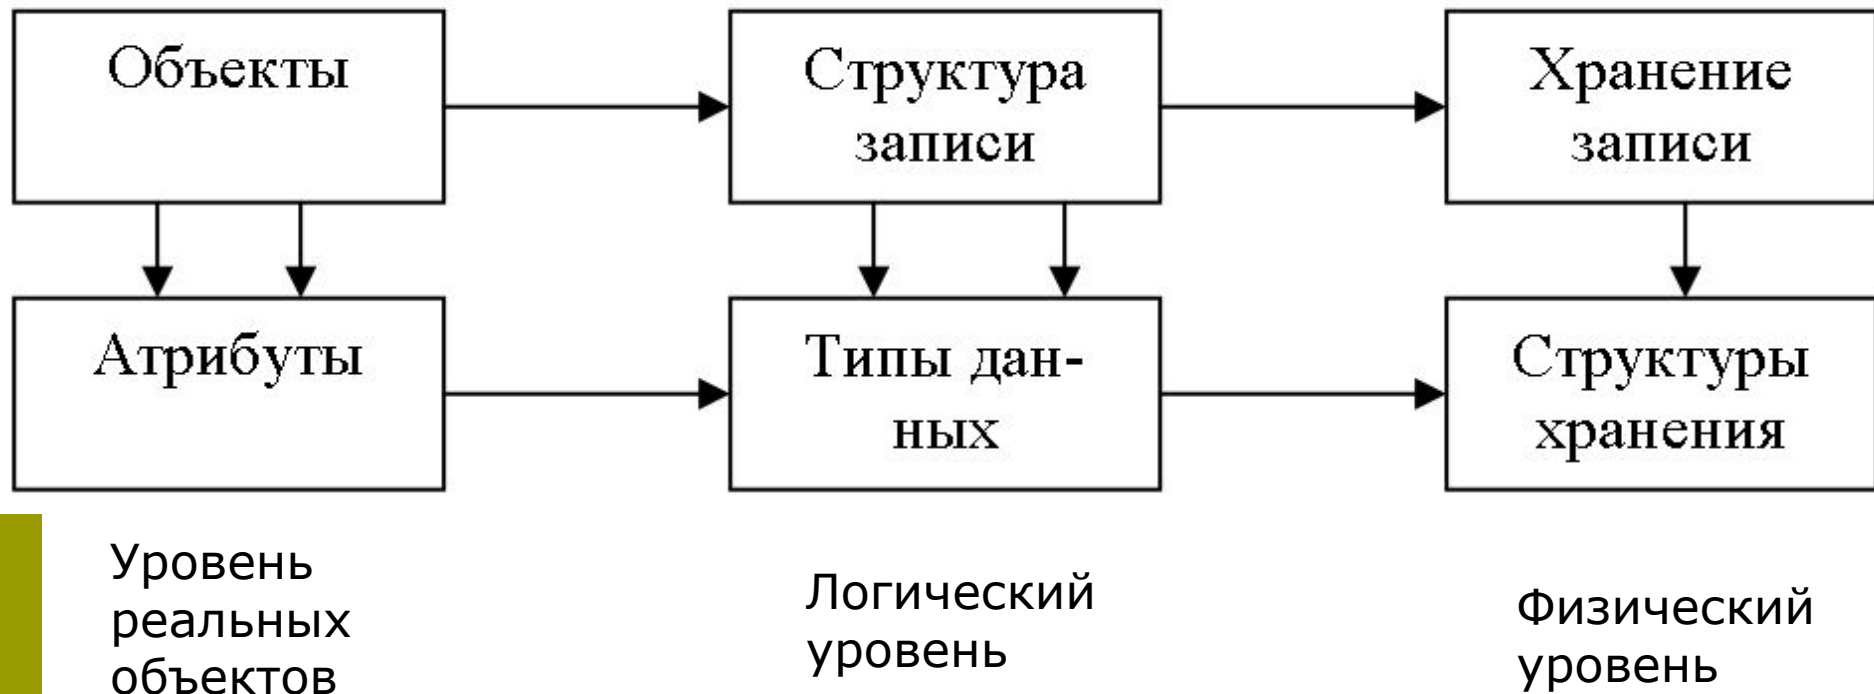 Объекты
Структура
записи
Хранение
записи
Атрибуты
Типы дан-
ных
Структуры
хранения
Уровень
реальных
объектов
Логический
уровень
Физический
уровень